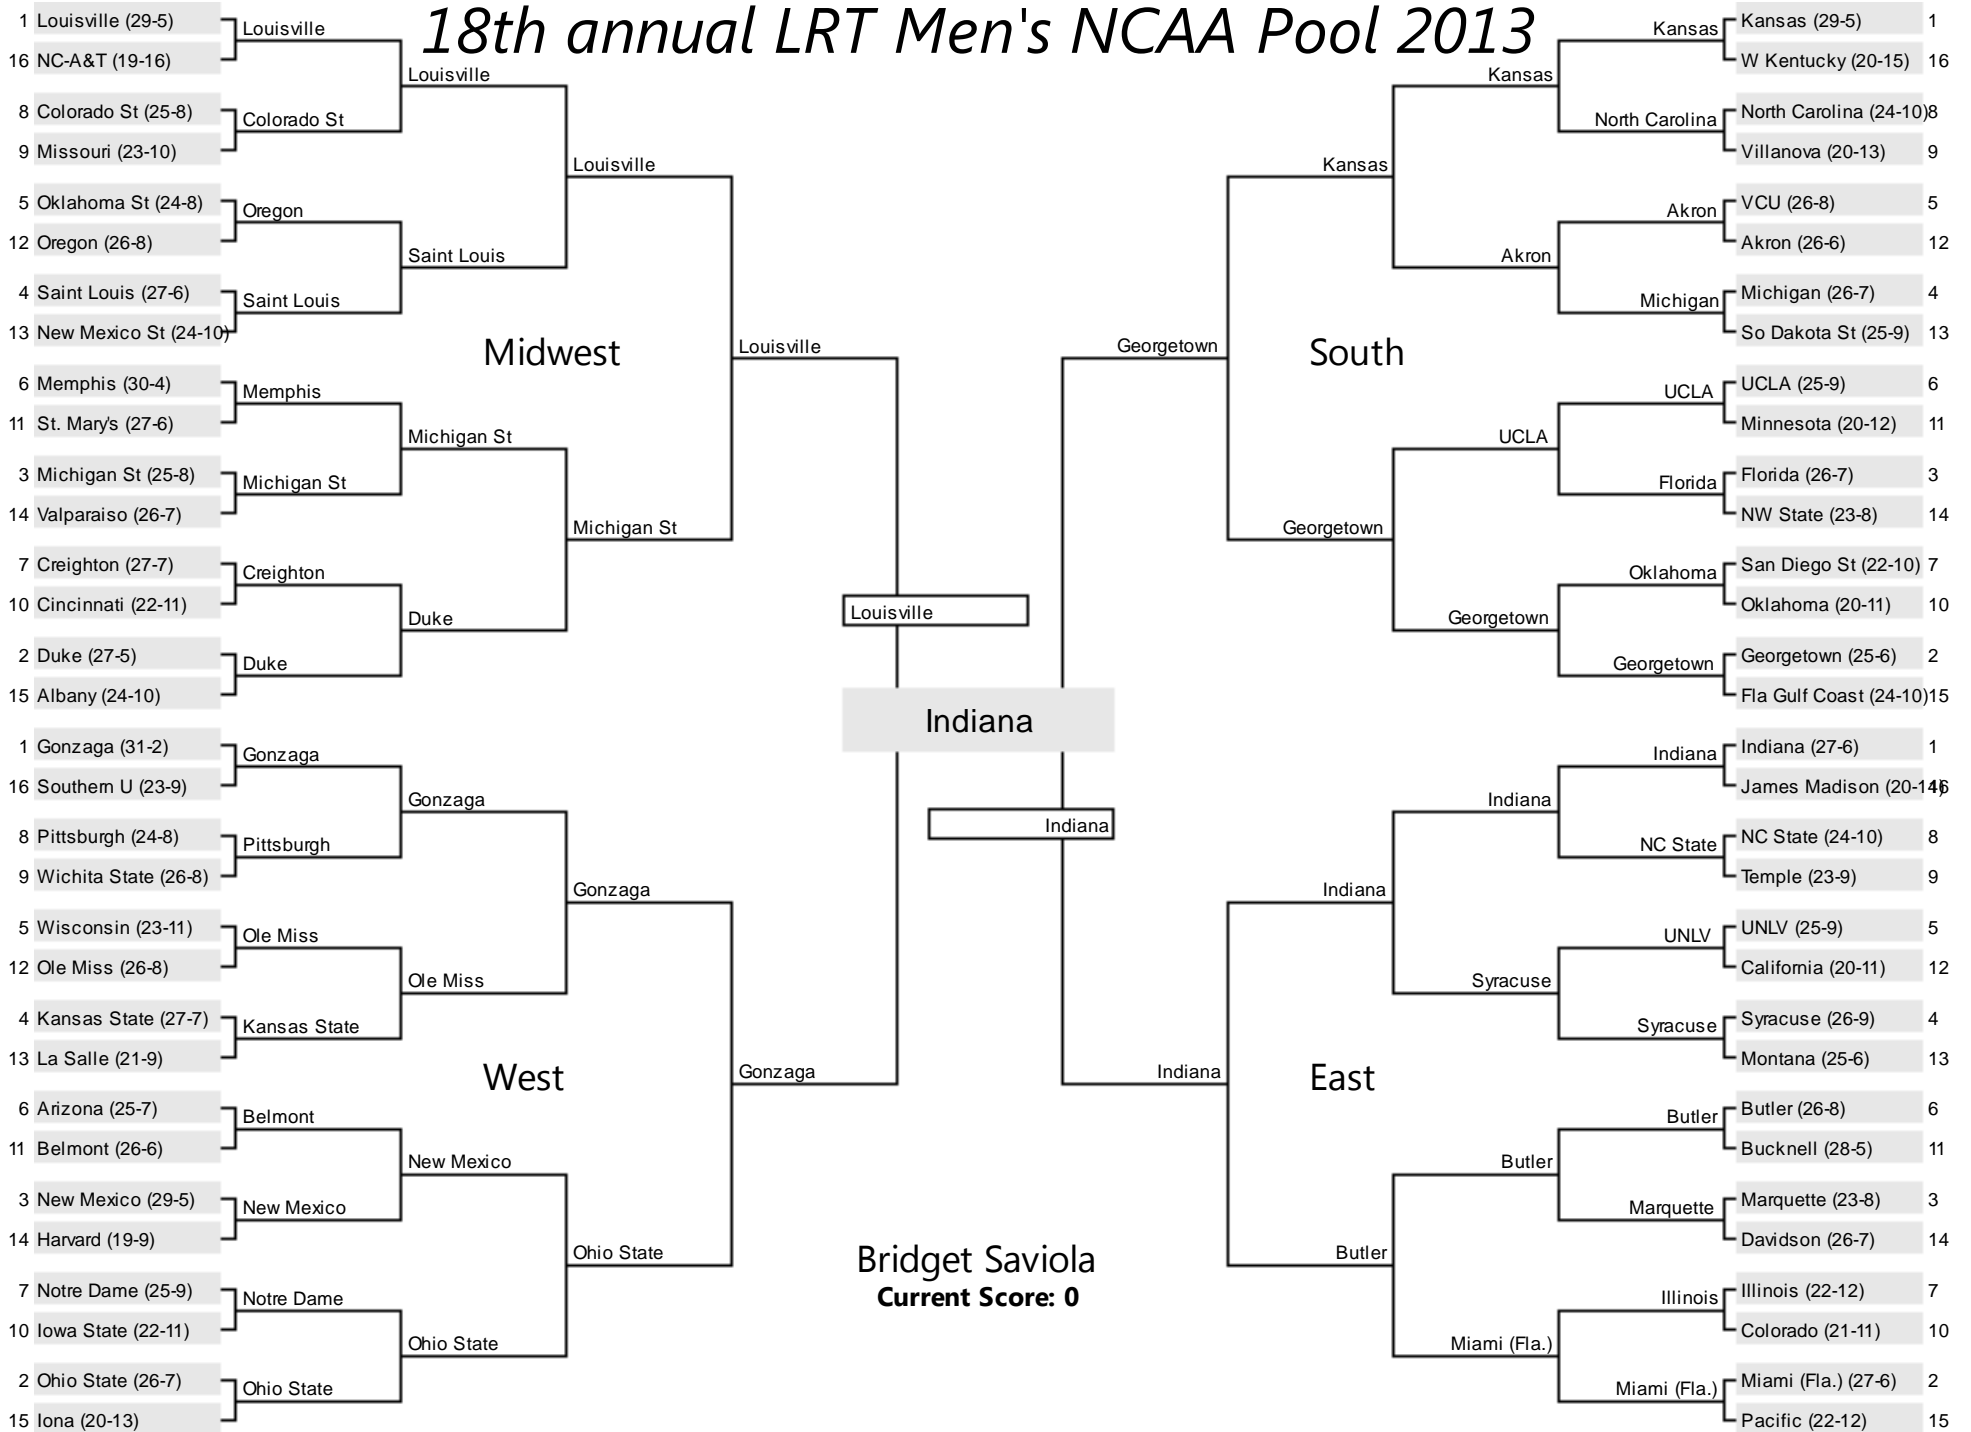 18th annual LRT Men's NCAA Pool 2013
1 Louisville (29-5)
16 NC-A&T (19-16)
8 Colorado St (25-8)
9 Missouri (23-10)
5 Oklahoma St (24-8)
12 Oregon (26-8)
4 Saint Louis (27-6)
13 New Mexico St (24-10)
6 Memphis (30-4)
11 St. Mary's (27-6)
3 Michigan St (25-8)
14 Valparaiso (26-7)
7 Creighton (27-7)
10 Cincinnati (22-11)
2 Duke (27-5)
15 Albany (24-10)
Louisville
Colorado St
Oregon
Saint Louis
Memphis
Michigan St
Creighton
Duke
Louisville
Saint Louis
Michigan St
Duke
Louisville
Michigan St
Louisville
Midwest
1 Gonzaga (31-2)
16 Southern U (23-9)
8 Pittsburgh (24-8)
9 Wichita State (26-8)
5 Wisconsin (23-11)
12 Ole Miss (26-8)
4 Kansas State (27-7)
13 La Salle (21-9)
6 Arizona (25-7)
11 Belmont (26-6)
3 New Mexico (29-5)
14 Harvard (19-9)
7 Notre Dame (25-9)
10 Iowa State (22-11)
2 Ohio State (26-7)
15 Iona (20-13)
Gonzaga
Pittsburgh
Ole Miss
Kansas State
Belmont
New Mexico
Notre Dame
Ohio State
Gonzaga
Ole Miss
New Mexico
Ohio State
Gonzaga
Ohio State
Gonzaga
West
Louisville
Indiana
Indiana
Bridget Saviola
Current Score: 0
Kansas (29-5) 1
W Kentucky (20-15) 16
North Carolina (24-10) 8
Villanova (20-13) 9
VCU (26-8) 5
Akron (26-6) 12
Michigan (26-7) 4
So Dakota St (25-9) 13
UCLA (25-9) 6
Minnesota (20-12) 11
Florida (26-7) 3
NW State (23-8) 14
San Diego St (22-10) 7
Oklahoma (20-11) 10
Georgetown (25-6) 2
Fla Gulf Coast (24-10) 15
Kansas
North Carolina
Akron
Michigan
UCLA
Florida
Oklahoma
Georgetown
Kansas
Akron
UCLA
Georgetown
Kansas
Georgetown
Georgetown
South
Indiana (27-6) 1
James Madison (20-14) 16
NC State (24-10) 8
Temple (23-9) 9
UNLV (25-9) 5
California (20-11) 12
Syracuse (26-9) 4
Montana (25-6) 13
Butler (26-8) 6
Bucknell (28-5) 11
Marquette (23-8) 3
Davidson (26-7) 14
Illinois (22-12) 7
Colorado (21-11) 10
Miami (Fla.) (27-6) 2
Pacific (22-12) 15
Indiana
NC State
UNLV
Syracuse
Butler
Marquette
Illinois
Miami (Fla.)
Indiana
Syracuse
Butler
Miami (Fla.)
Indiana
Butler
Indiana
East